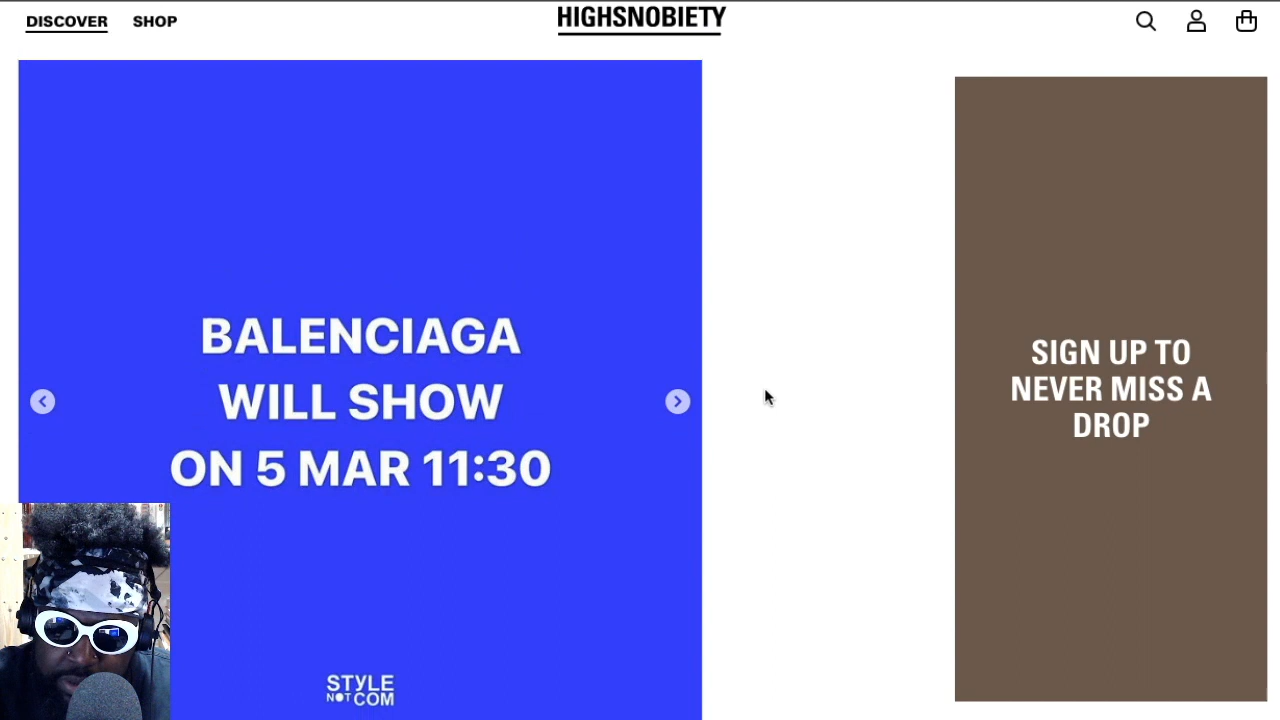 DISCOVER SHOP HIGHSNOBIETY
BALENCIAGA
WILL SHOW
ON 5 MAR 11:30
STYLE
NOT COM
SIGN UP TO
NEVER MISS A
DROP